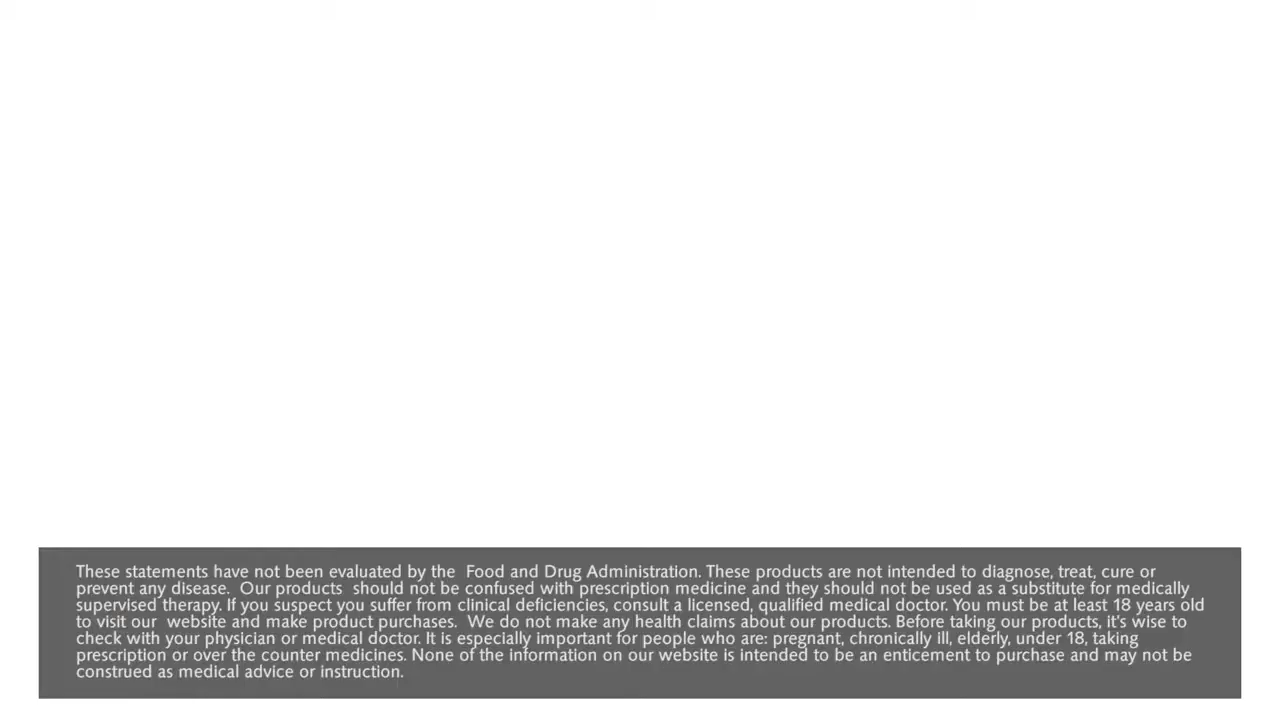 These statements have not been evaluated by the  Food and Drug Administration. These products are not intended to diagnose, treat, cure or
prevent any disease.  Our products  should not be confused with prescription medicine and they should not be used as a substitute for medically
supervised therapy. If you suspect you suffer from clinical deficiencies, consult a licensed, qualified medical doctor. You must be at least 18 years old
to visit our  website and make product purchases.  We do not make any health claims about our products. Before taking our products, it's wise to
check with your physician or medical doctor. It is especially important for people who are: pregnant, chronically ill, elderly, under 18, taking
prescription or over the counter medicines. None of the information on our website is intended to be an enticement to purchase and may not be
construed as medical advice or instruction.